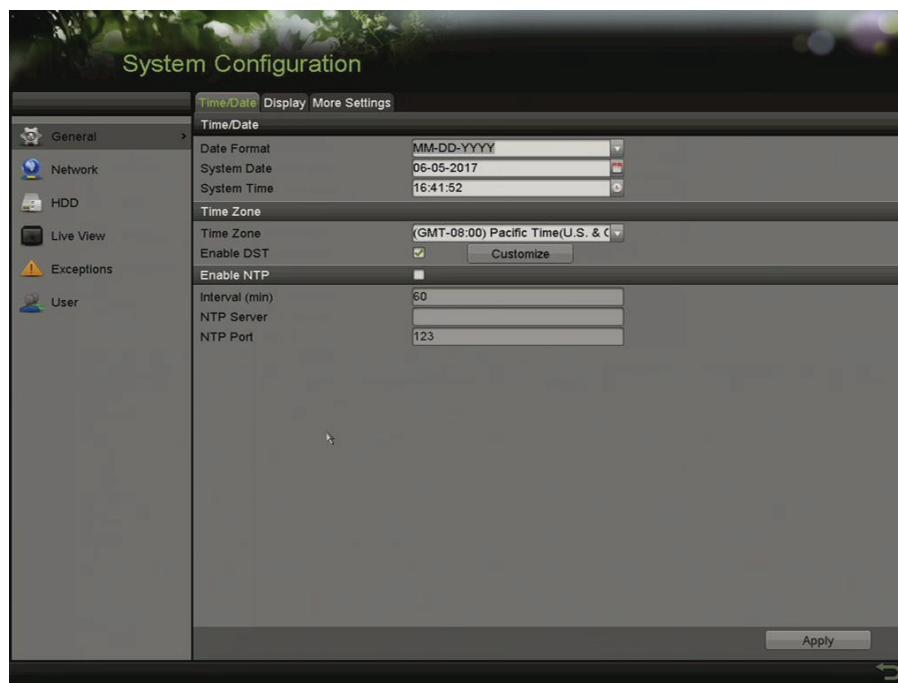 System Configuration
Time/Date Display More Settings
General
Network
HDD
Live View
Exceptions
User
Time/Date
Date Format MM-DD-YYYY
System Date 06-05-2017
System Time 16:41:52
Time Zone
Time Zone (GMT-08:00) Pacific Time(U.S. & C
Enable DST Customize
Enable NTP
Interval (min) 60
NTP Server
NTP Port 123
Apply